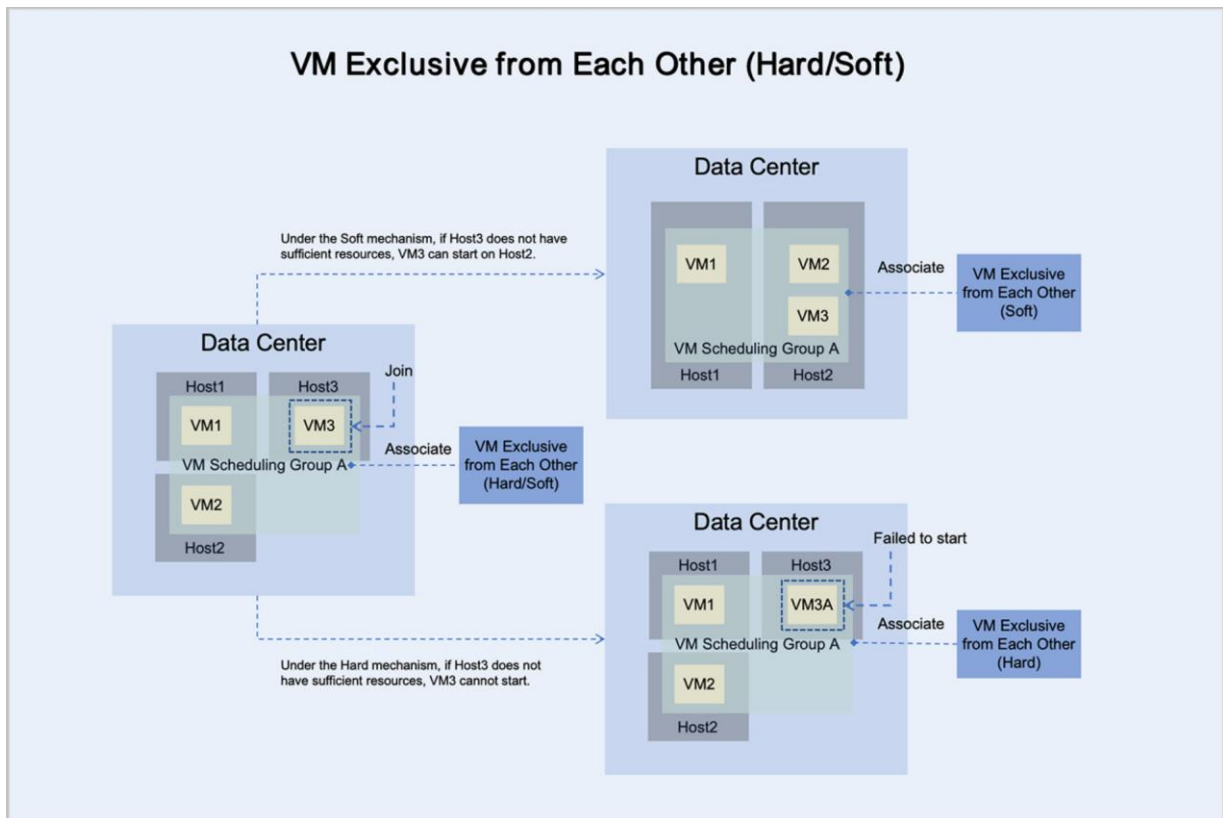 VM Exclusive from Each Other (Hard/Soft)
Under the Soft mechanism, if Host3 does not have
sufficient resources, VM3 can start on Host2.
Data Center
VM1
VM2
VM3
VM Scheduling Group A
Host1
Host2
Associate
VM Exclusive
from Each Other
(Soft)
Data Center
Host1
Host3
Join
VM1
VM3
VM Scheduling Group A
VM2
Host2
Associate
VM Exclusive
from Each Other
(Hard/Soft)
Under the Hard mechanism, if Host3 does not
have sufficient resources, VM3 cannot start.
Data Center
Failed to start
Host1
Host3
VM1
VM3A
VM Scheduling Group A
VM2
Host2
Associate
VM Exclusive
from Each Other
(Hard)